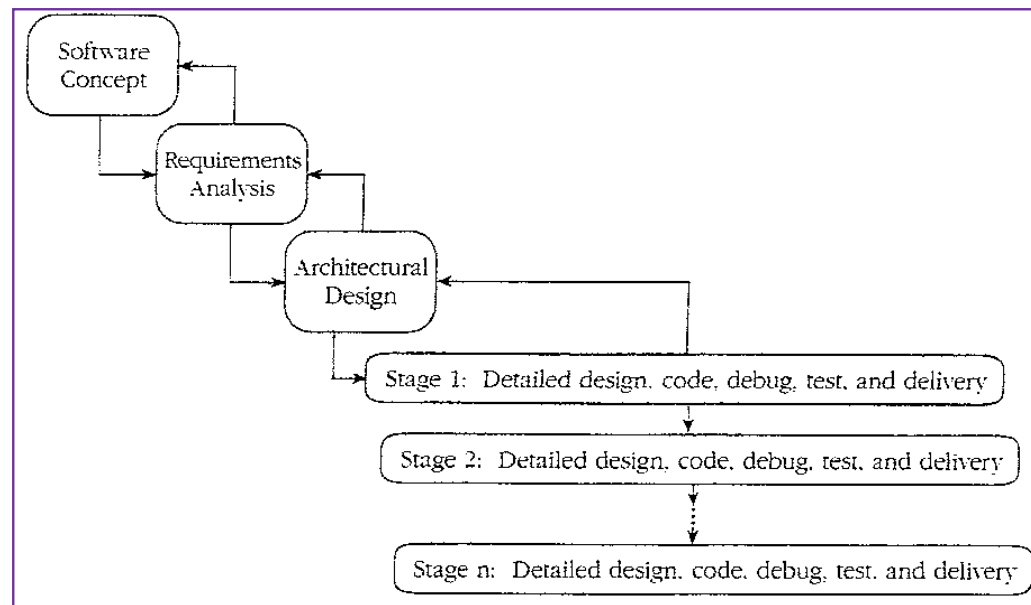 Software
Concept
Requirements
Analysis
Architectural
Design
Stage 1: Detailed design, code, debug, test, and delivery
Stage 2: Detailed design, code, debug, test, and delivery
Stage n: Detailed design, code, debug, test, and delivery